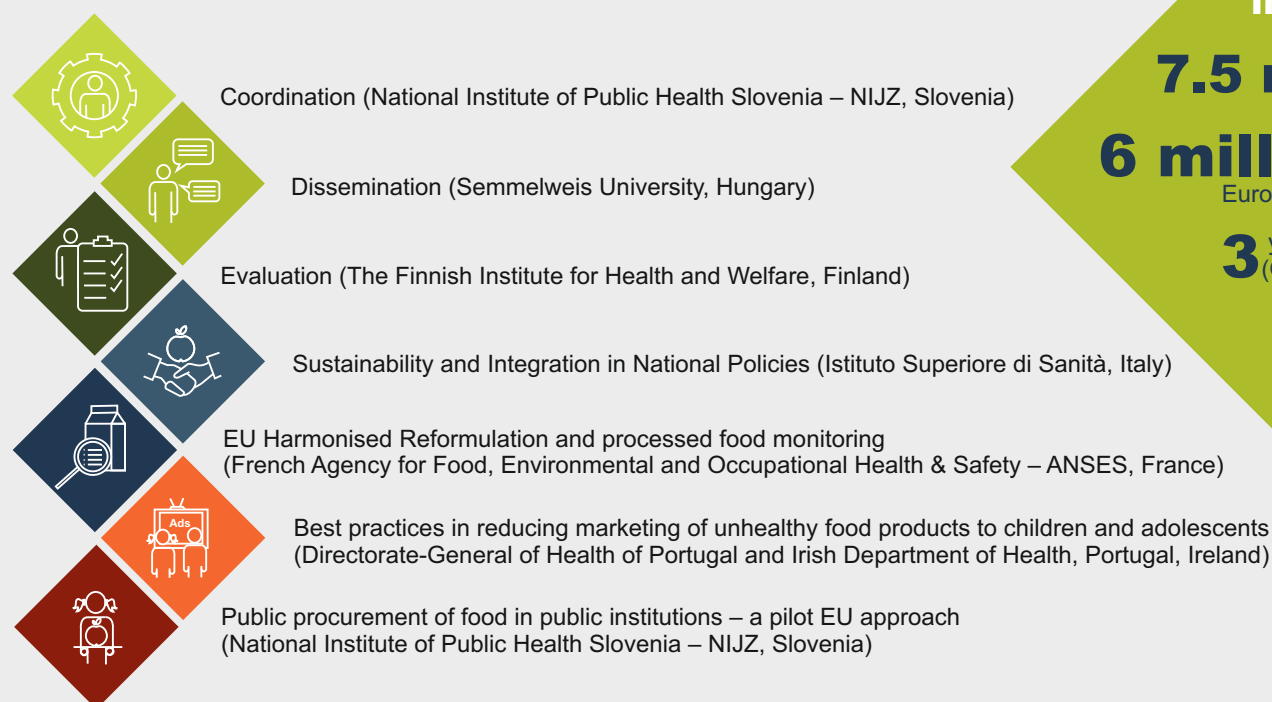 Coordination (National Institute of Public Health Slovenia – NIJZ, Slovenia)
Dissemination (Semmelweis University, Hungary)
Evaluation (The Finnish Institute for Health and Welfare, Finland)
Sustainability and Integration in National Policies (Istituto Superiore di Sanità, Italy)
EU Harmonised Reformulation and processed food monitoring
(French Agency for Food, Environmental and Occupational Health & Safety – ANSES, France)
Ads
Best practices in reducing marketing of unhealthy food products to children and adolescents
(Directorate-General of Health of Portugal and Irish Department of Health, Portugal, Ireland)
Public procurement of food in public institutions – a pilot EU approach
(National Institute of Public Health Slovenia – NIJZ, Slovenia)
7.5
6 mill
Euro
3